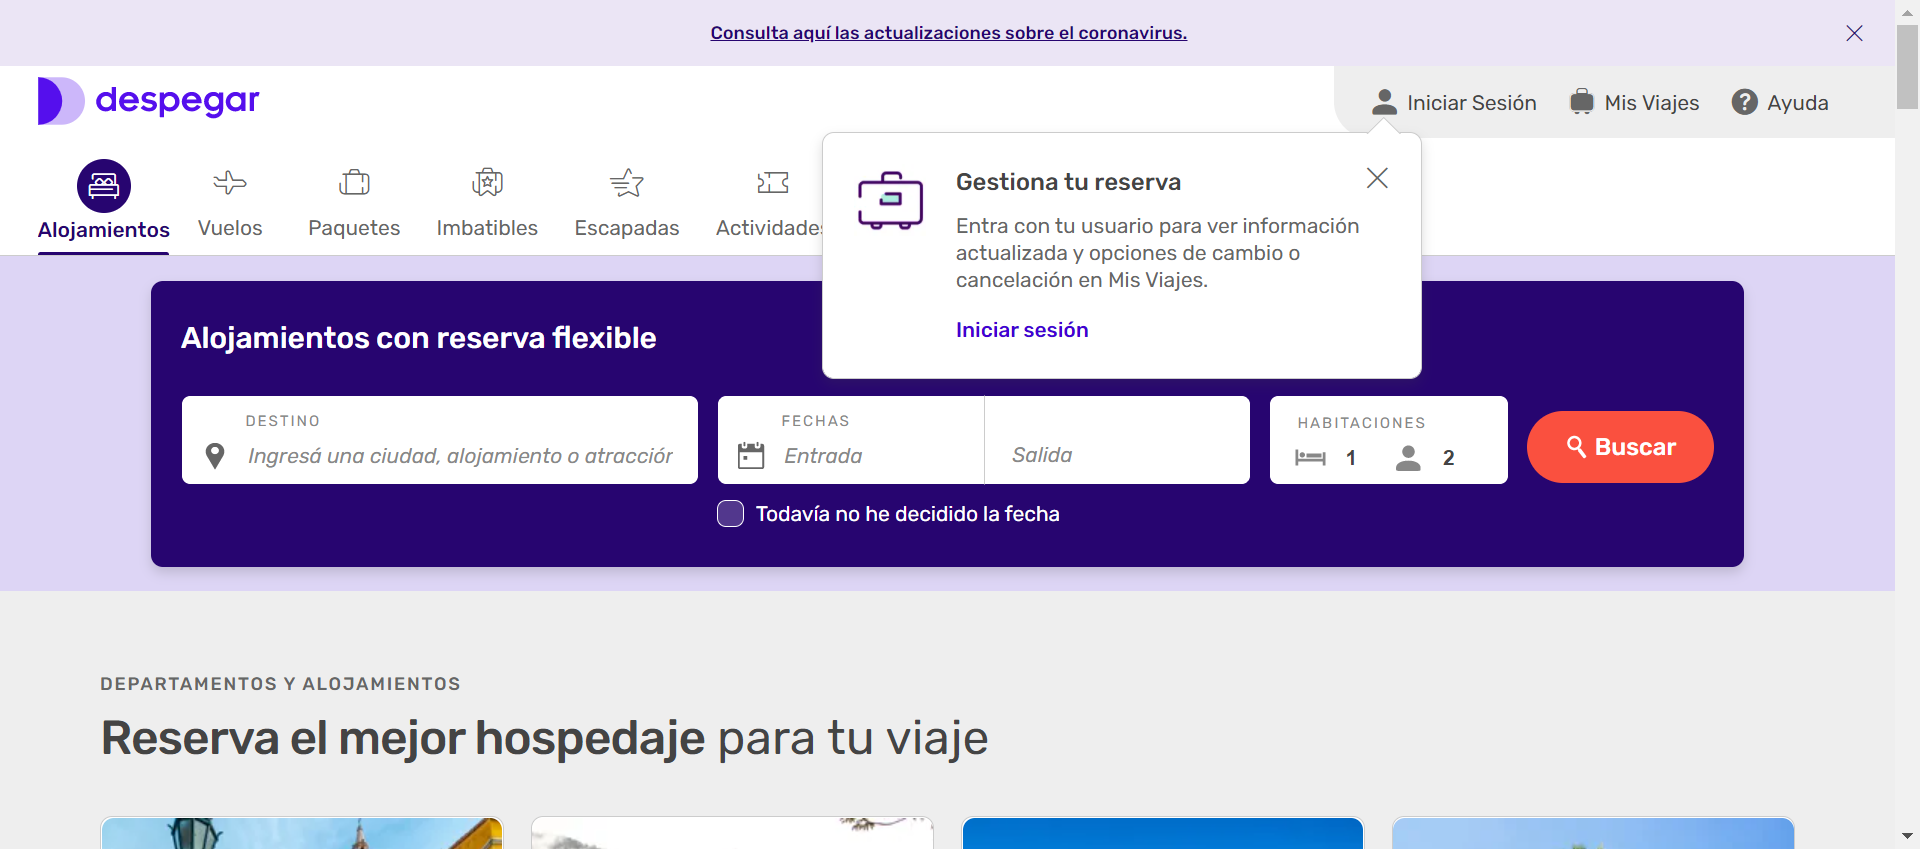 Consulta aquí las actualizaciones sobre el coronavirus.
despegar
Iniciar Sesión
Mis Viajes
? Ayuda
Alojamientos
Vuelos
Paquetes
Imbatibles
Escapadas
Actividades
Gestiona tu reserva
Entra con tu usuario para ver información
actualizada y opciones de cambio o
cancelación en Mis Viajes.
Iniciar sesión
Alojamientos con reserva flexible
DESTINO
Ingresá una ciudad, alojamiento o atracción
FECHAS
Entrada
Salida
HABITACIONES
1
2
Buscar
Todavía no he decidido la fecha
DEPARTAMENTOS Y ALOJAMIENTOS
Reserva el mejor hospedaje para tu viaje